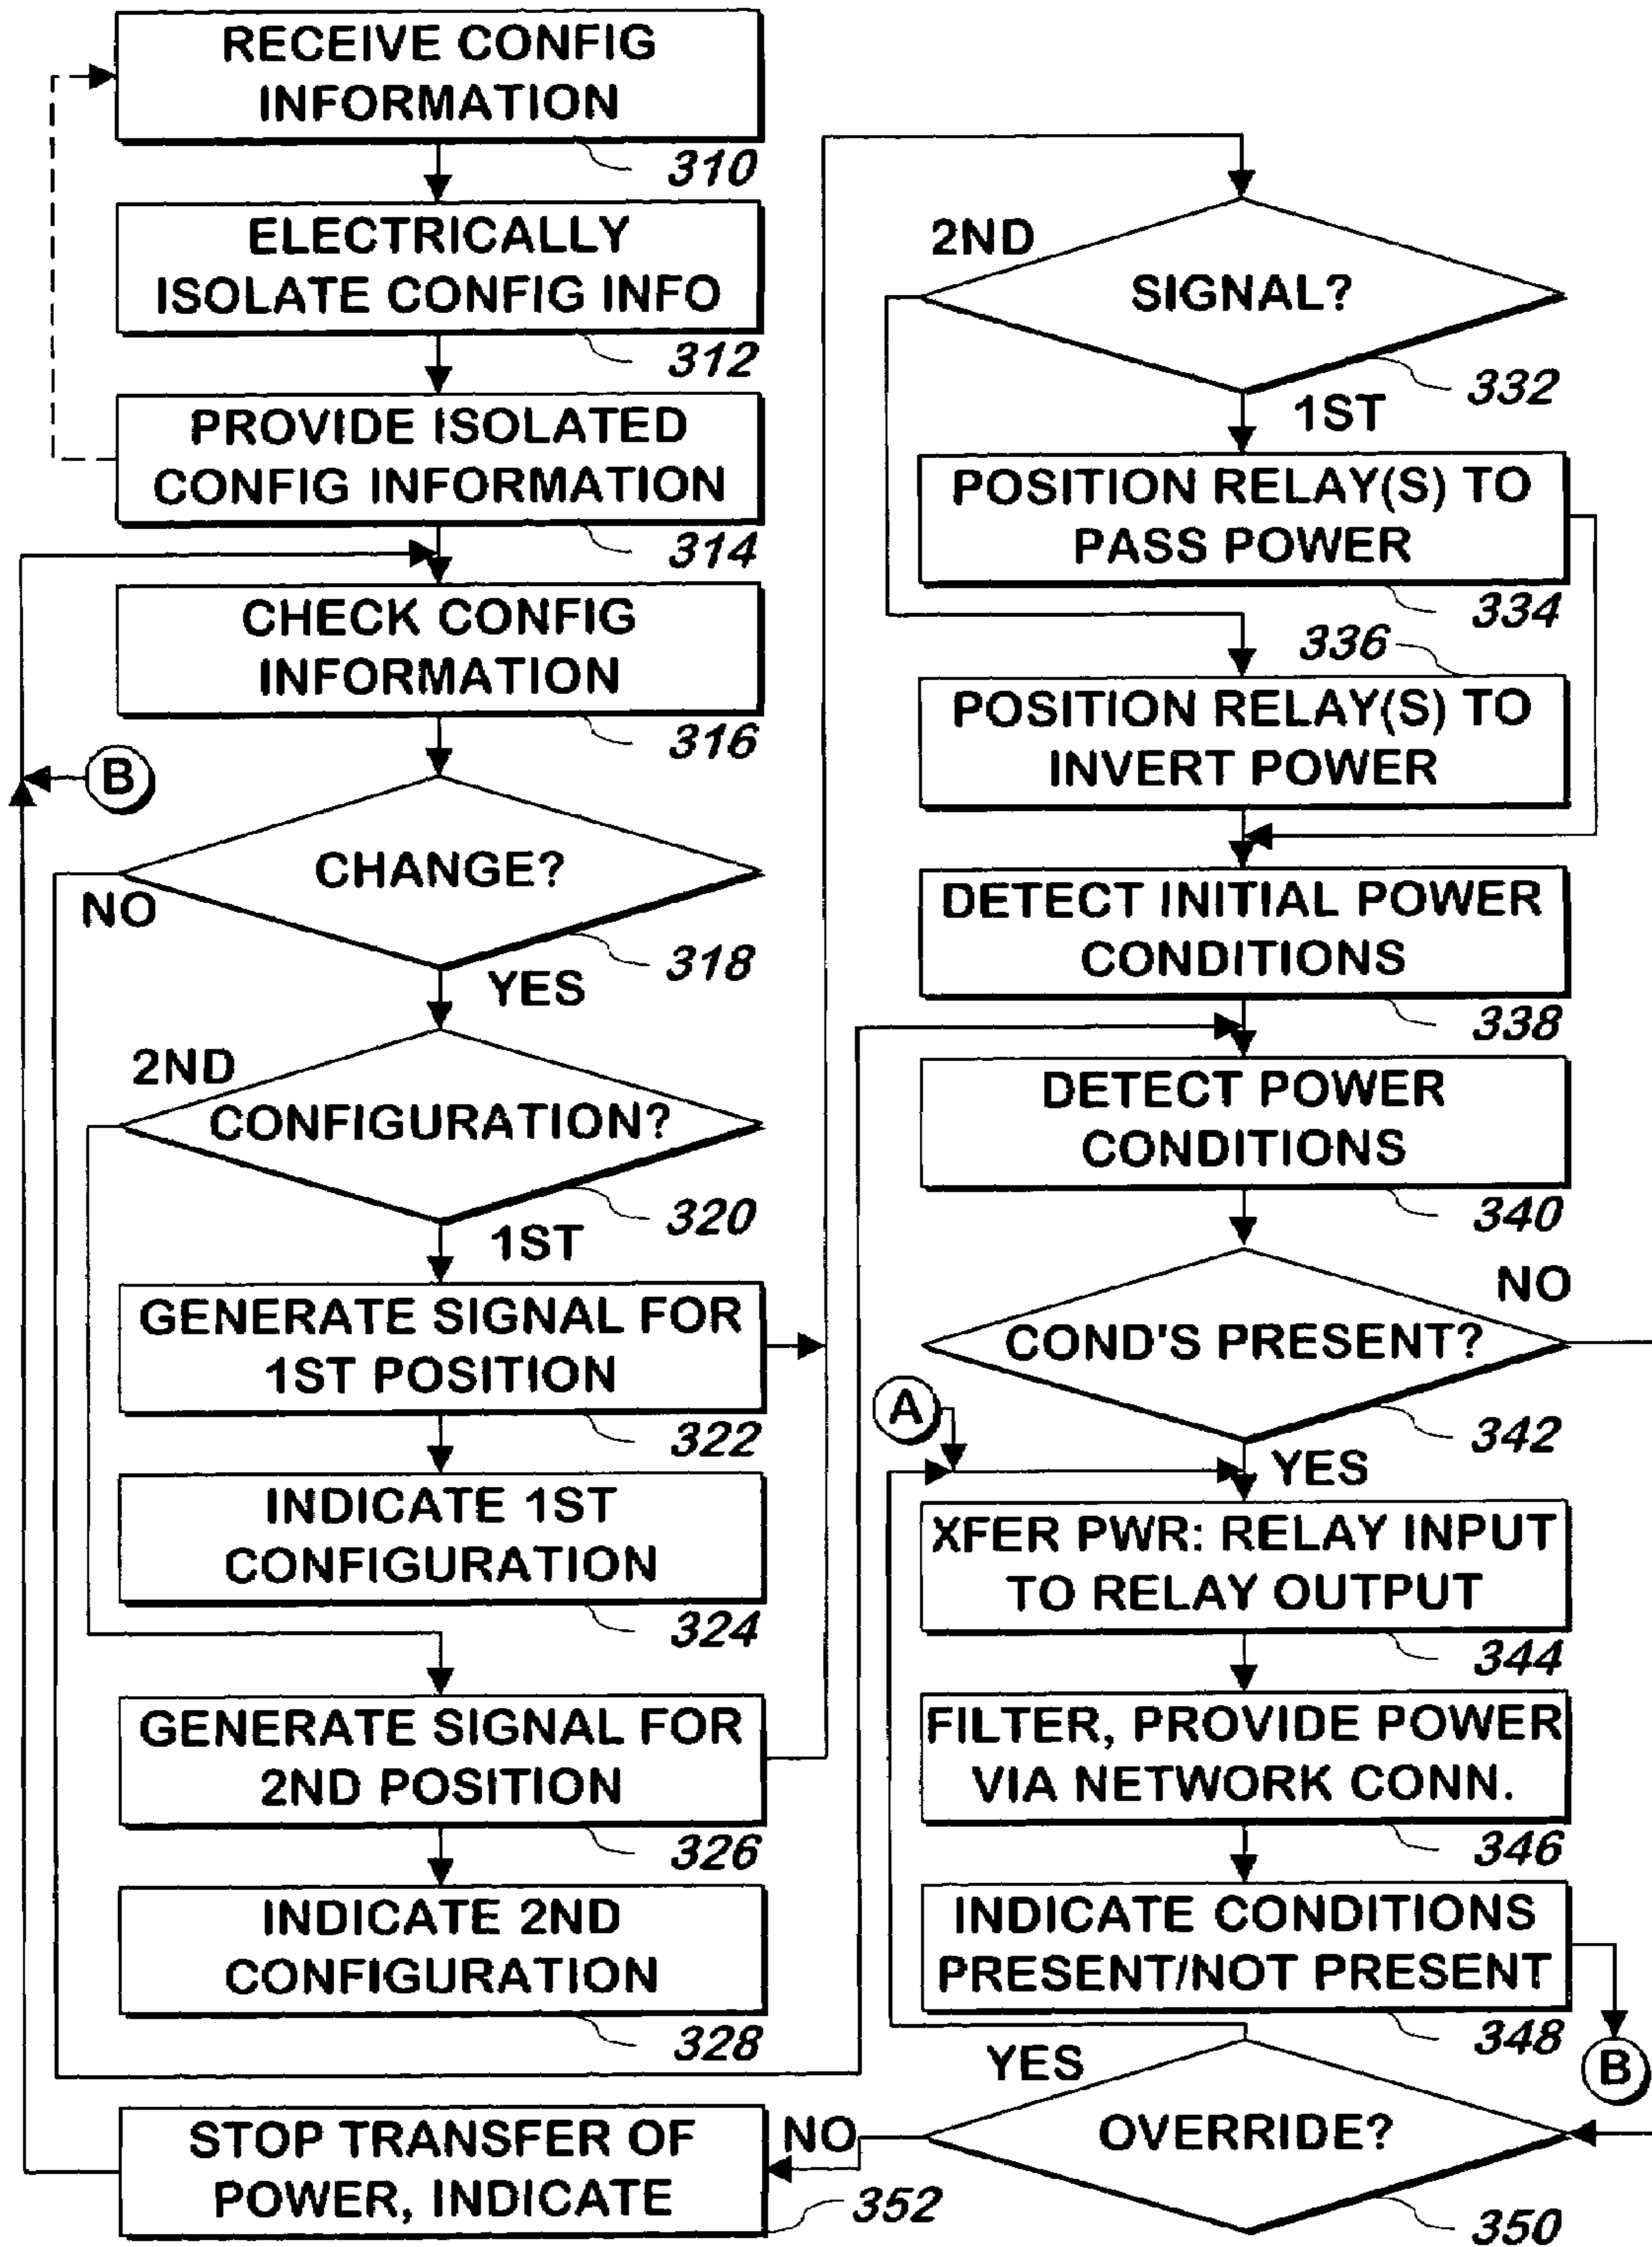 RECEIVE CONFIG
INFORMATION
310
ELECTRICALLY
ISOLATE CONFIG INFO
312
PROVIDE ISOLATED
CONFIG INFORMATION
314
CHECK CONFIG
INFORMATION
316
B
CHANGE?
NO
318
YES
2ND
CONFIGURATION?
320
1ST
GENERATE SIGNAL FOR
1ST POSITION
322
INDICATE 1ST
CONFIGURATION
324
GENERATE SIGNAL FOR
2ND POSITION
326
INDICATE 2ND
CONFIGURATION
328
STOP TRANSFER OF
POWER, INDICATE
352
2ND
SIGNAL?
332
1ST
POSITION RELAY(S) TO
PASS POWER
334
336
POSITION RELAY(S) TO
INVERT POWER
DETECT INITIAL POWER
CONDITIONS
338
DETECT POWER
CONDITIONS
340
NO
COND'S PRESENT?
A
342
YES
XFER PWR: RELAY INPUT
TO RELAY OUTPUT
344
FILTER, PROVIDE POWER
VIA NETWORK CONN.
346
INDICATE CONDITIONS
PRESENT/NOT PRESENT
348
B
YES
OVERRIDE?
NO
350